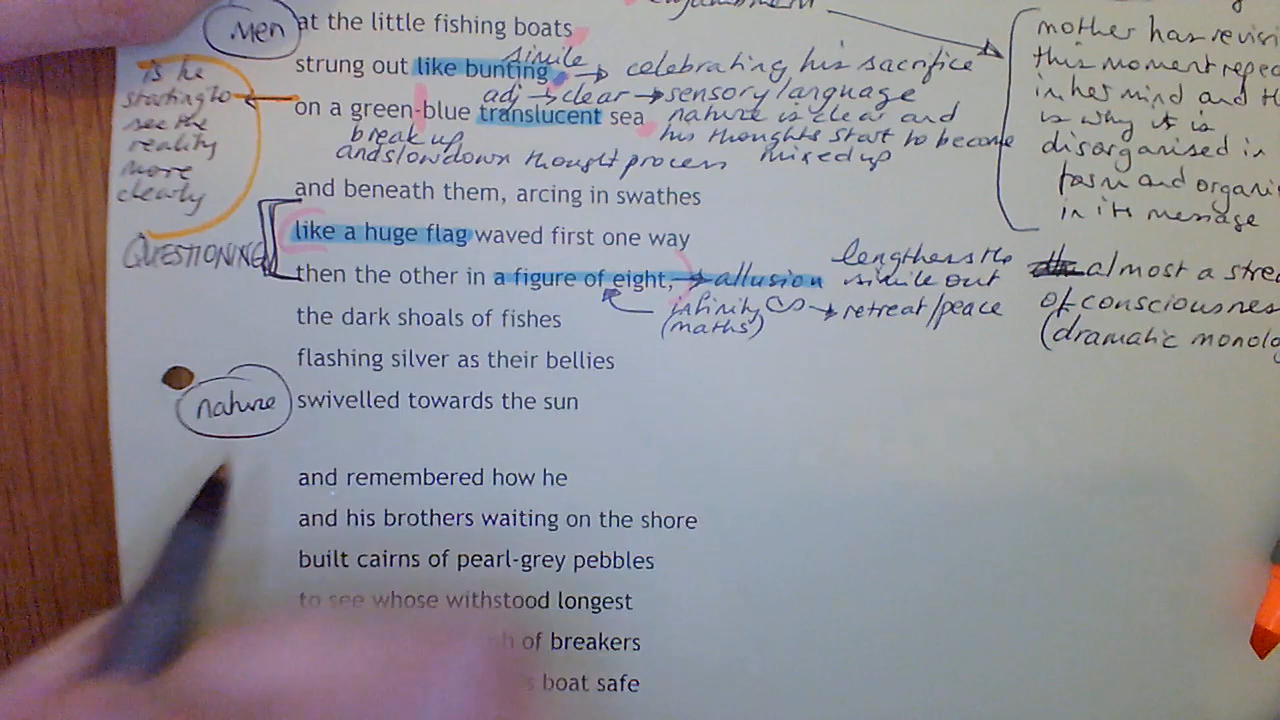 Men
at the little fishing boats
simile
strung out like bunting → celebrating his sacrifice
adj → clear → sensory language
on a green-blue translucent sea nature is clear and
his thoughts start to become
mixed up
break up
and slow down thought process
is he
starting to
see the
reality
more
clearly
QUESTIONING
mother has
this moment
in her mind and
is why it is
disorganised in
form and
in its message
and beneath them, arcing in swathes
like a huge flag waved first one way
then the other in a figure of eight, → allusion
lengthens the
simile out
infinity ∞ → retreat/peace
(maths)
almost a
of
(dramatic
the dark shoals of fishes
flashing silver as their bellies
nature
swivelled towards the sun
and remembered how he
and his brothers waiting on the shore
built cairns of pearl-grey pebbles
to see whose withstood longest
of breakers
boat safe